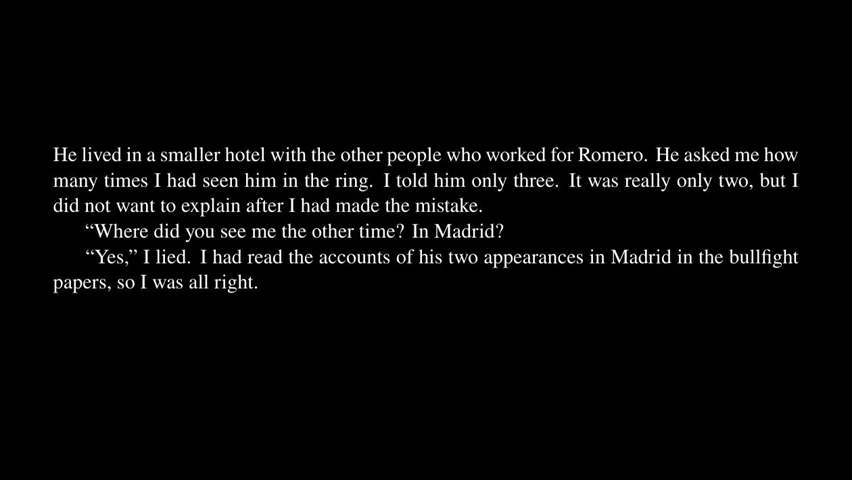 He lived in a smaller hotel with the other people who worked for Romero. He asked me how
many times I had seen him in the ring. I told him only three. It was really only two, but I
did not want to explain after I had made the mistake.
“Where did you see me the other time? In Madrid?
“Yes,” I lied. I had read the accounts of his two appearances in Madrid in the bullfight
papers, so I was all right.